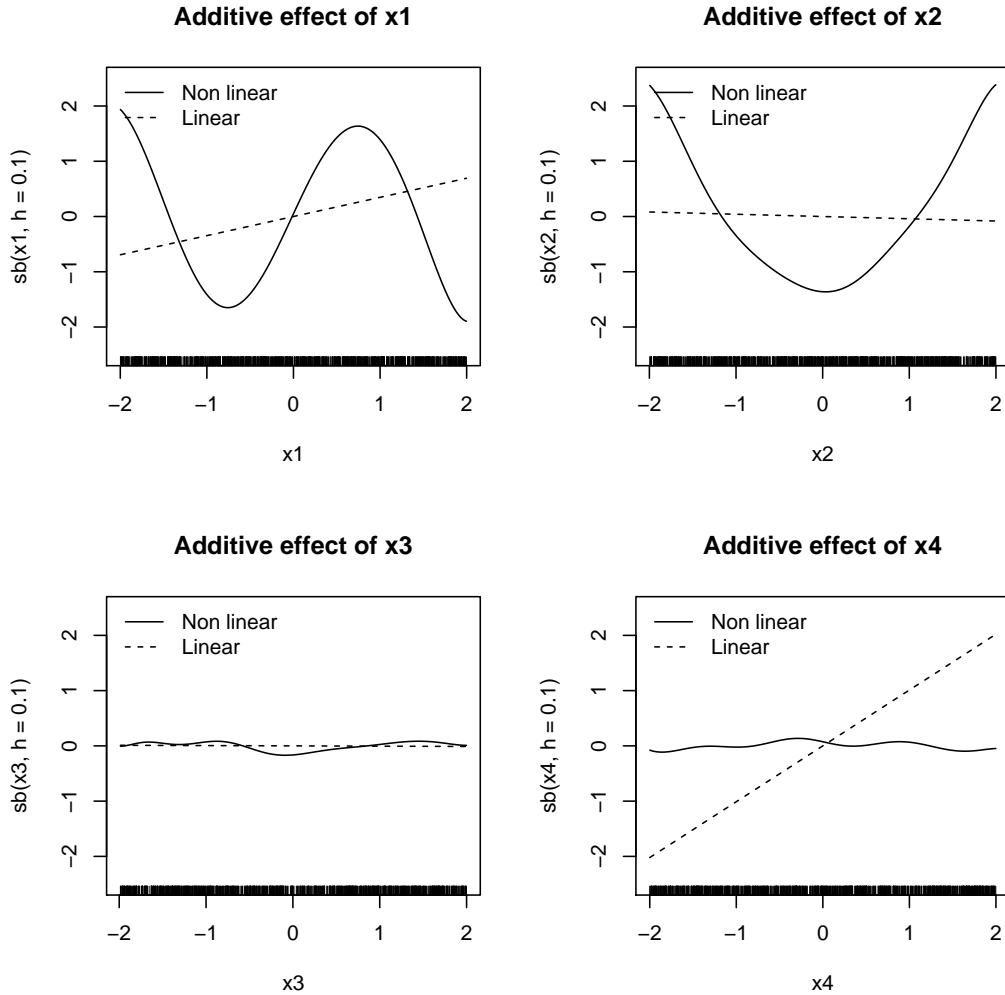 Additive effect of x1
Non linear
Linear
sb(x1, h = 0.1)
2
1
0
−1
−2
−2 −1 0 1 2
x1
Additive effect of x2
Non linear
Linear
sb(x2, h = 0.1)
2
1
0
−1
−2
−2 −1 0 1 2
x2
Additive effect of x3
Non linear
Linear
sb(x3, h = 0.1)
2
1
0
−1
−2
−2 −1 0 1 2
x3
Additive effect of x4
Non linear
Linear
sb(x4, h = 0.1)
2
1
0
−1
−2
−2 −1 0 1 2
x4